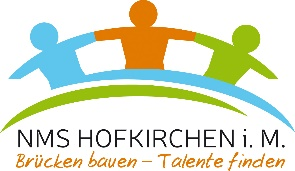 NMS HOFKIRCHEN i. M.
Brücken bauen – Talente finden